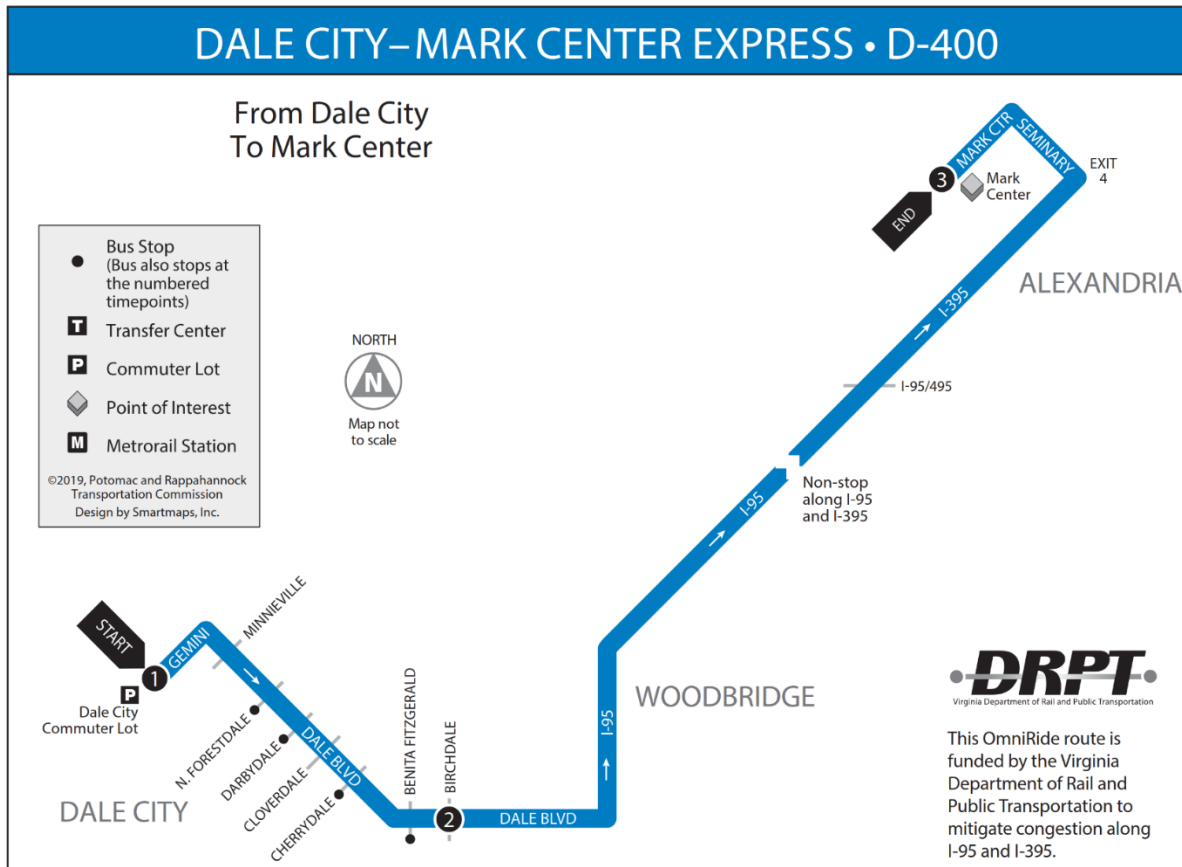 DALE CITY–MARK CENTER EXPRESS • D-400
From Dale City
To Mark Center
MARK CTR
SEMINARY
EXIT
4
3
Mark
Center
END
ALEXANDRIA
Bus Stop
(Bus also stops at
the numbered
timepoints)
T Transfer Center
P Commuter Lot
Point of Interest
M Metrorail Station
©2019, Potomac and Rappahannock
Transportation Commission
Design by Smartmaps, Inc.
NORTH
N
Map not
to scale
I-395
I-95/495
I-95
Non-stop
along I-95
and I-395
START
GEMINI
MINNIEVILLE
1
P
Dale City
Commuter Lot
N. FORESTDALE
DARBYDALE
CLOVERDALE
CHERRYDALE
DALE BLVD
BENITA FITZGERALD
BIRCHDALE
2
DALE BLVD
I-95
WOODBRIDGE
DALE CITY
DRPT
Virginia Department of Rail and Public Transportation
This OmniRide route is
funded by the Virginia
Department of Rail and
Public Transportation to
mitigate congestion along
I-95 and I-395.